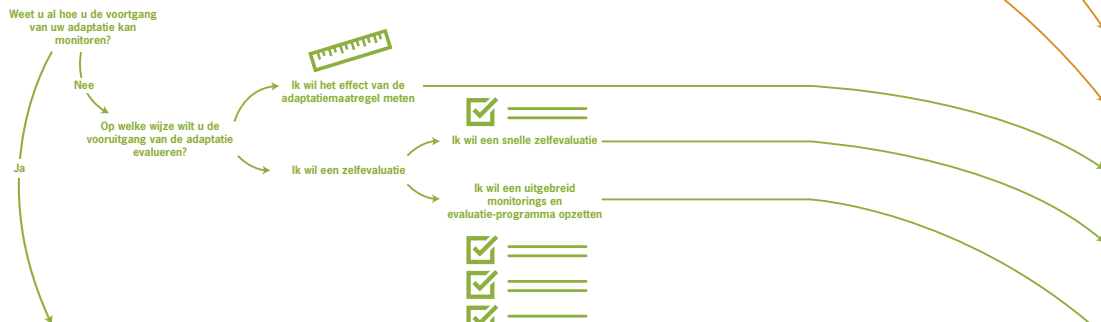 Weet u al hoe u de voortgang
van uw adaptatie kan
monitoren?
Nee
Ja
Op welke wijze wilt u de
vooruitgang van de adaptatie
evalueren?
Ik wil het effect van de
adaptatiemaatregel meten
Ik wil een zelfevaluatie
Ik wil een snelle zelfevaluatie
Ik wil een uitgebreid
monitorings en
evaluatie-programma opzetten